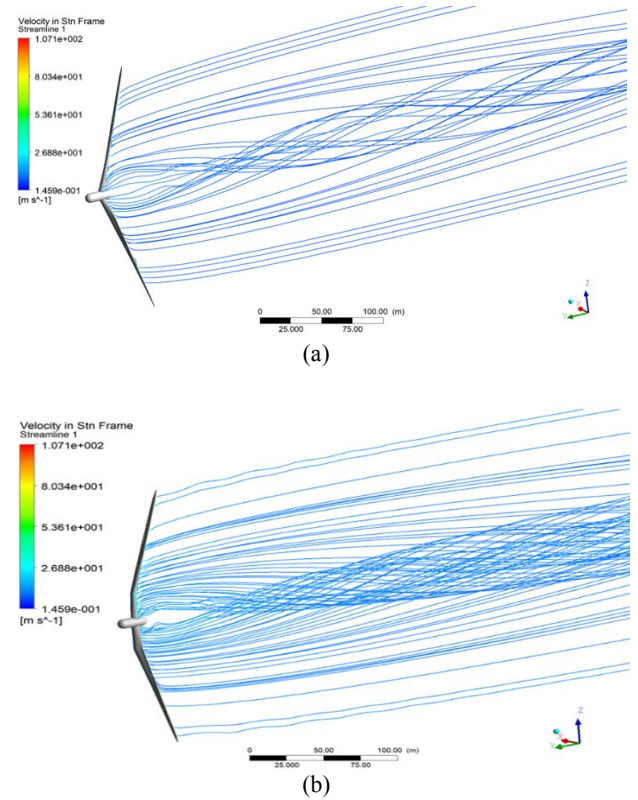 Velocity in Stn Frame
Streamline 1
1.071e+002
8.034e+001
5.361e+001
2.688e+001
1.459e-001
[m s^-1]
Z
X
Y
0 50.00 100.00 (m)
25.000 75.00
(a)
Velocity in Stn Frame
Streamline 1
1.071e+002
8.034e+001
5.361e+001
2.688e+001
1.459e-001
[m s^-1]
Z
X
Y
0 50.00 100.00 (m)
25.000 75.00
(b)